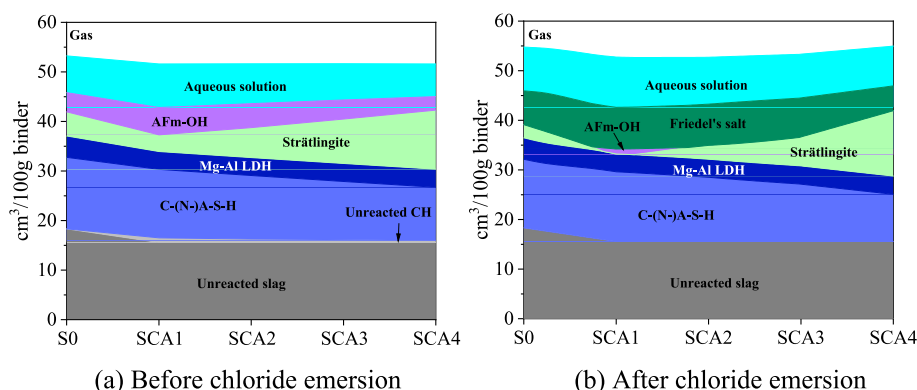 60
50
40
30
20
10
0
cm³/100g binder
Gas
Aqueous solution
AFm-OH
Strätlingite
Mg-Al LDH
Unreacted CH
C-(N-)A-S-H
Unreacted slag
S0 SCA1 SCA2 SCA3 SCA4
(a) Before chloride emersion
60
50
40
30
20
10
0
cm³/100g binder
Gas
Aqueous solution
Friedel's salt
AFm-OH
Strätlingite
Mg-Al LDH
C-(N-)A-S-H
Unreacted slag
S0 SCA1 SCA2 SCA3 SCA4
(b) After chloride emersion